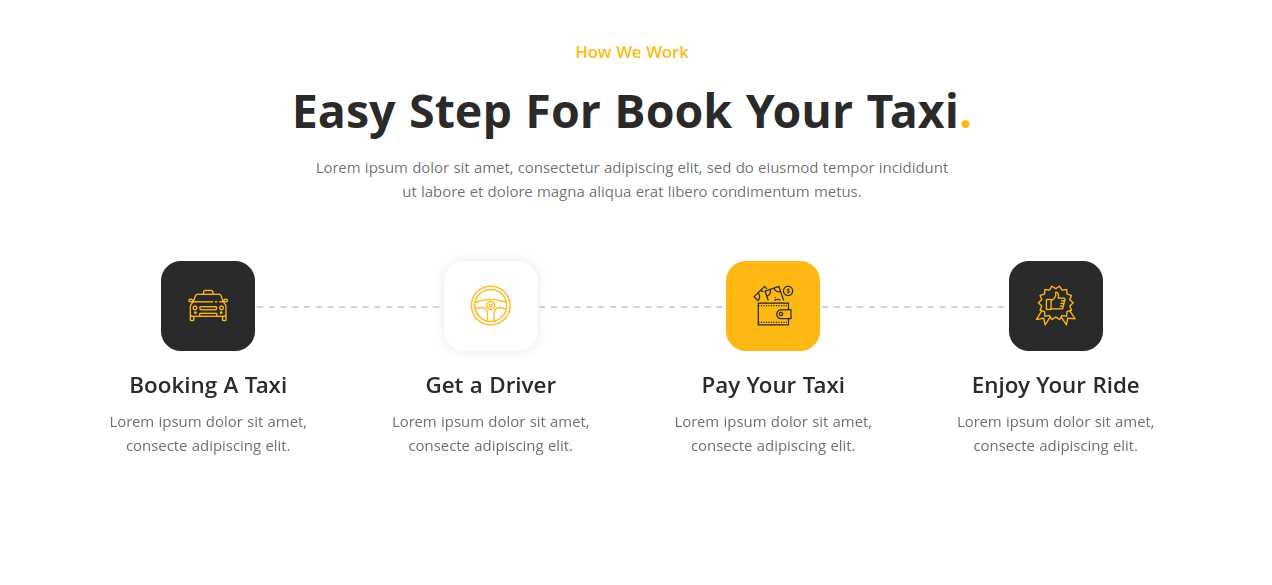 How We Work
Easy Step For Book Your Taxi.
Lorem ipsum dolor sit amet, consectetur adipiscing elit, sed do eiusmod tempor incididunt
ut labore et dolore magna aliqua erat libero condimentum metus.
$
Booking A Taxi
Get a Driver
Pay Your Taxi
Enjoy Your Ride
Lorem ipsum dolor sit amet,
consecte adipiscing elit.
Lorem ipsum dolor sit amet,
consecte adipiscing elit.
Lorem ipsum dolor sit amet,
consecte adipiscing elit.
Lorem ipsum dolor sit amet,
consecte adipiscing elit.